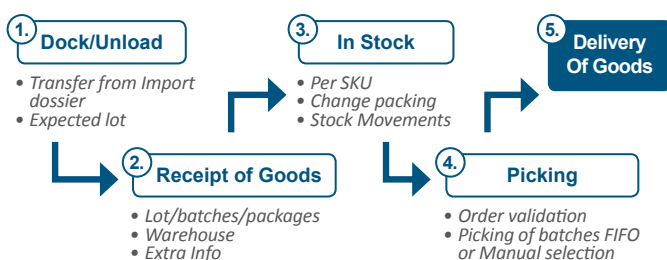 1.
Dock/Unload
• Transfer from Import
dossier
• Expected lot
2.
Receipt of Goods
• Lot/batches/packages
• Warehouse
• Extra Info
3.
In Stock
• Per SKU
• Change packing
• Stock Movements
4.
Picking
• Order validation
• Picking of batches FIFO
or Manual selection
5.
Delivery
Of Goods